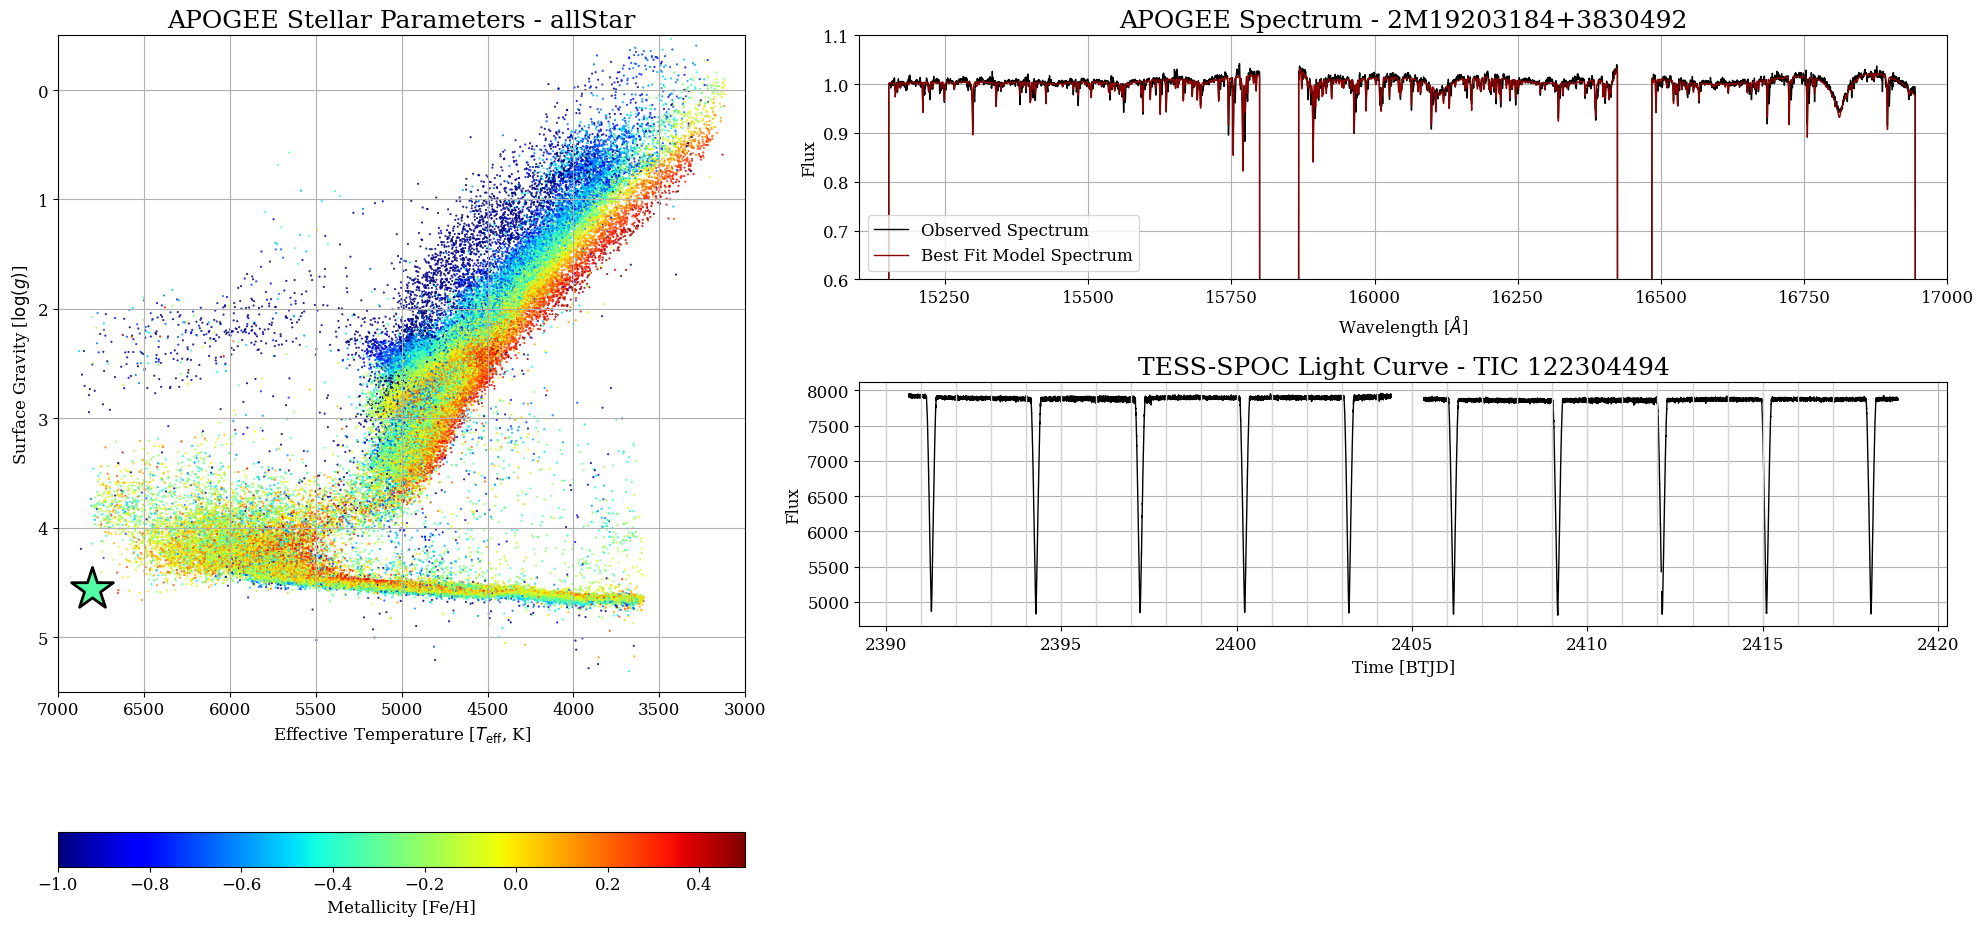 APOGEE Stellar Parameters - allStar
0
1
2
3
4
5
Surface Gravity [log(g)]
7000 6500 6000 5500 5000 4500 4000 3500 3000
Effective Temperature [Teff, K]
−1.0 −0.8 −0.6 −0.4 −0.2 0.0 0.2 0.4
Metallicity [Fe/H]
APOGEE Spectrum - 2M19203184+3830492
1.1
1.0
0.9
0.8
0.7
0.6
Flux
Observed Spectrum
Best Fit Model Spectrum
15250 15500 15750 16000 16250 16500 16750 17000
Wavelength [Å]
TESS-SPOC Light Curve - TIC 122304494
8000
7500
7000
6500
6000
5500
5000
Flux
2390 2395 2400 2405 2410 2415 2420
Time [BTJD]